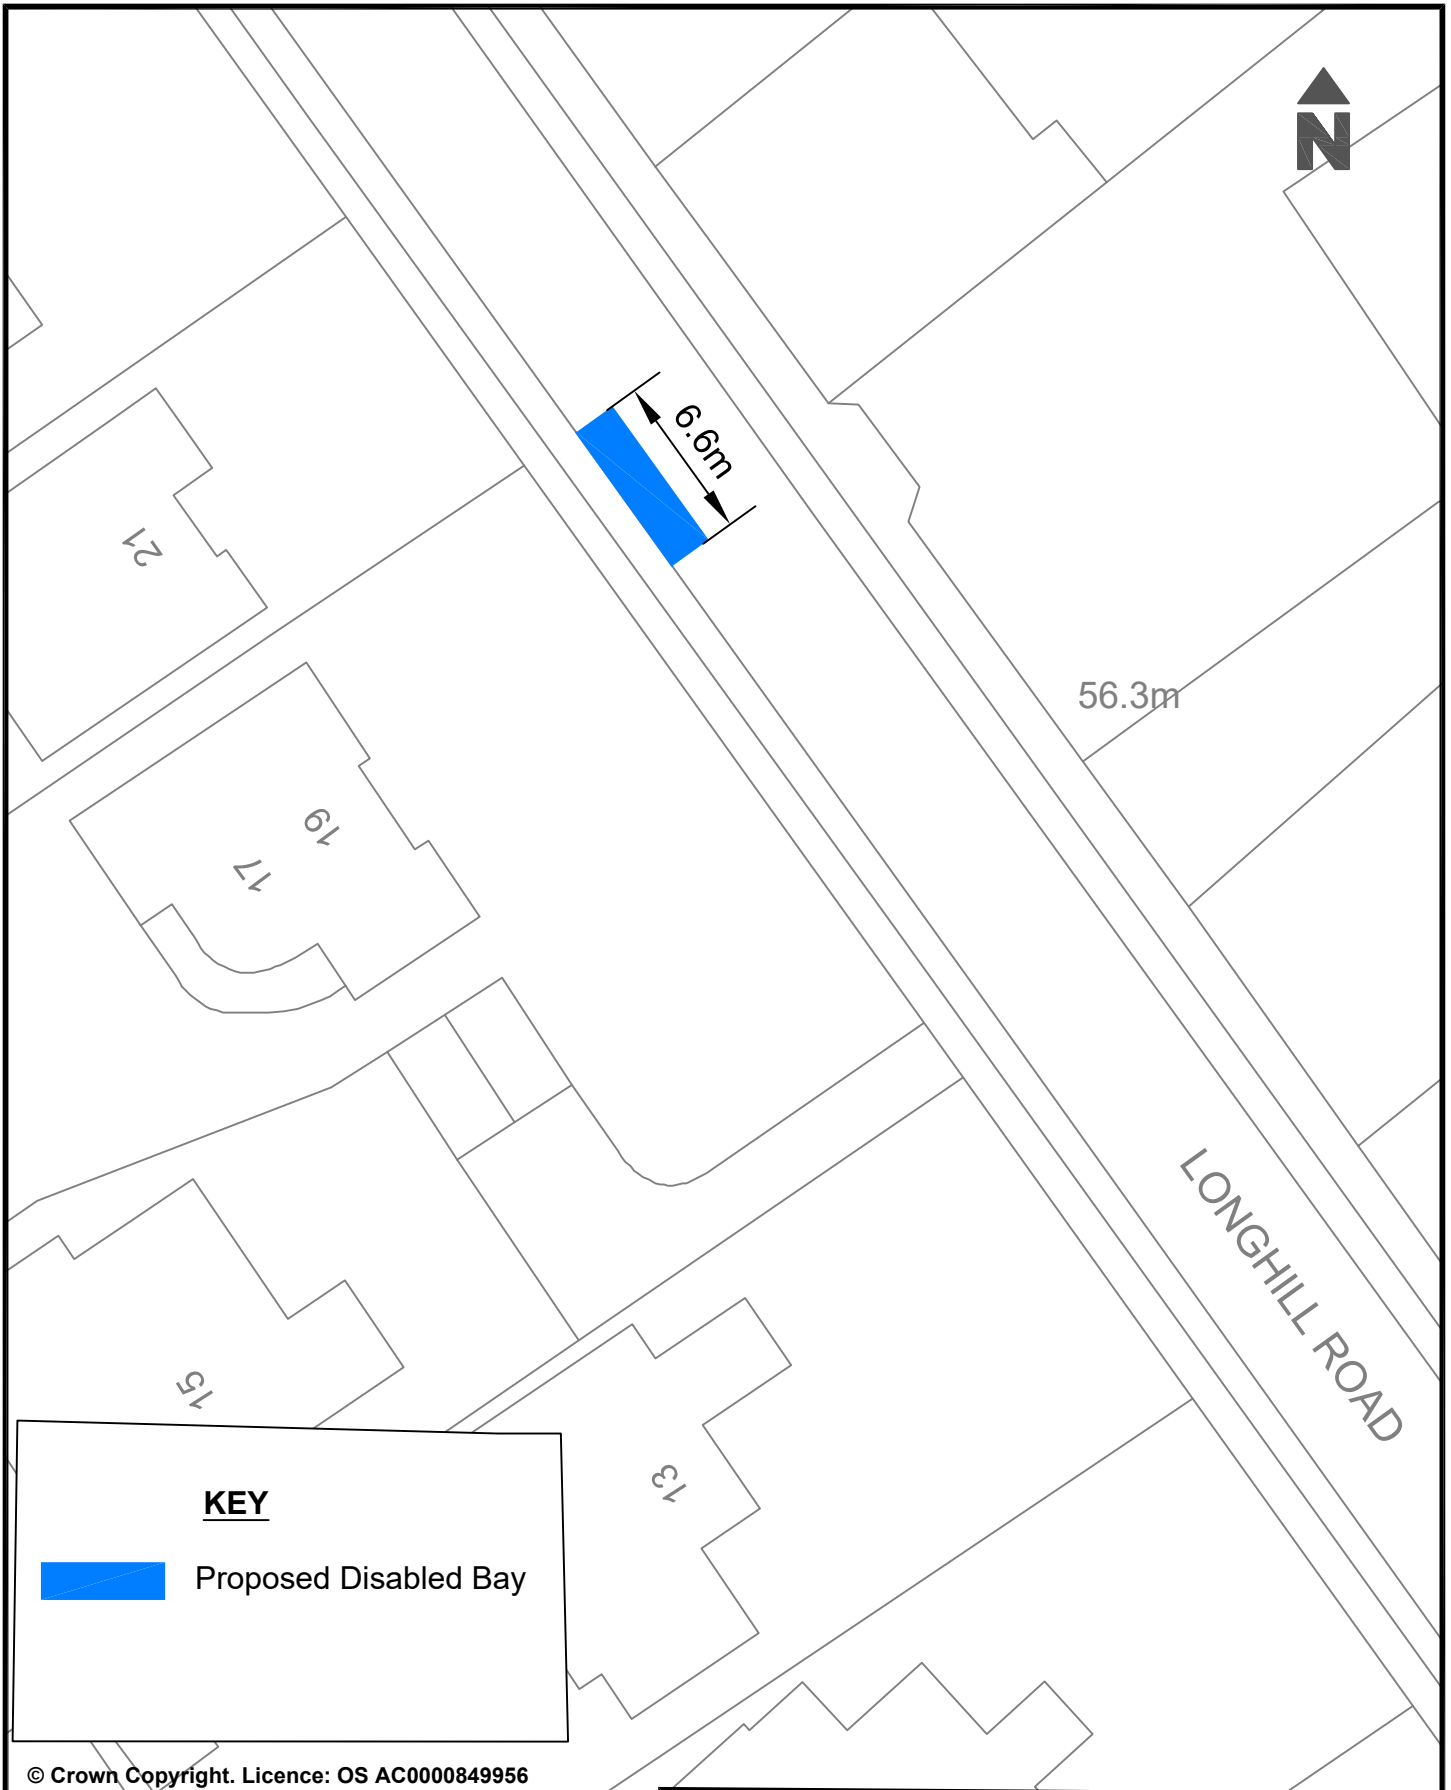 N
6.6m
21
56.3m
19
17
LONGHILL ROAD
15
13
KEY
Proposed Disabled Bay
© Crown Copyright. Licence: OS AC0000849956